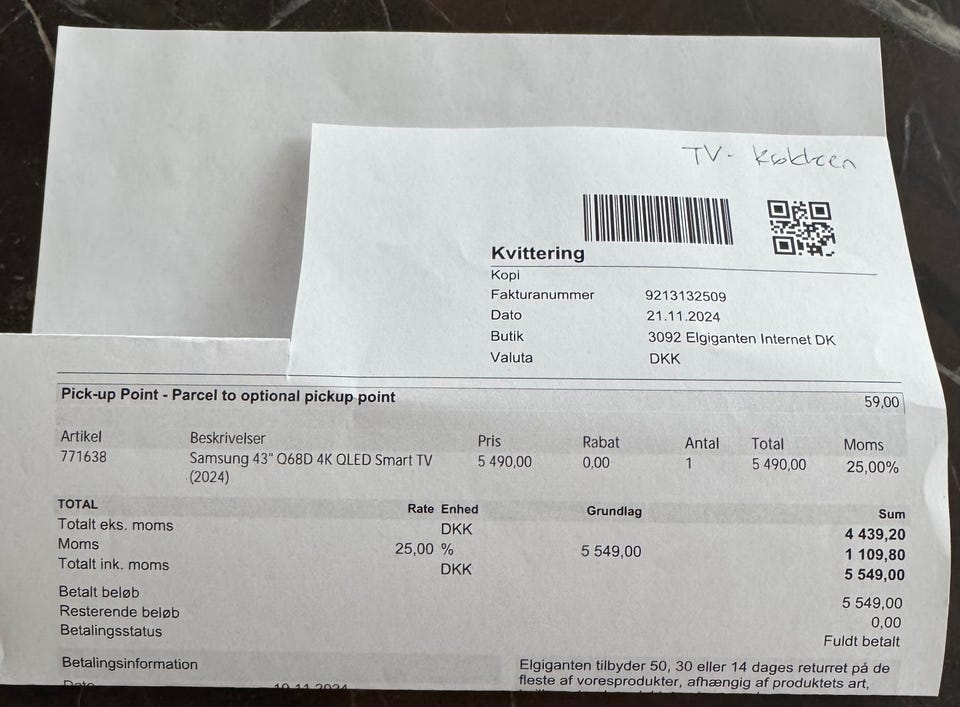 TV - Køkken
Kvittering
Kopi
Fakturanummer 9213132509
Dato 21.11.2024
Butik 3092 Elgiganten Internet DK
Valuta DKK
Pick-up Point - Parcel to optional pickup point 59,00
Artikel Beskrivelser Pris Rabat Antal Total Moms
771638 Samsung 43" Q68D 4K QLED Smart TV 5 490,00 0,00 1 5 490,00 25,00%
(2024)
TOTAL Rate Enhed Grundlag Sum
Totalt eks. moms DKK 4 439,20
Moms 25,00 % 5 549,00 1 109,80
Totalt ink. moms DKK 5 549,00
Betalt beløb 5 549,00
Resterende beløb 0,00
Betalingsstatus Fuldt betalt
Betalingsinformation
Elgiganten tilbyder 50, 30 eller 14 dages returret på de
fleste af voresprodukter, afhængig af produktets art,
Dato